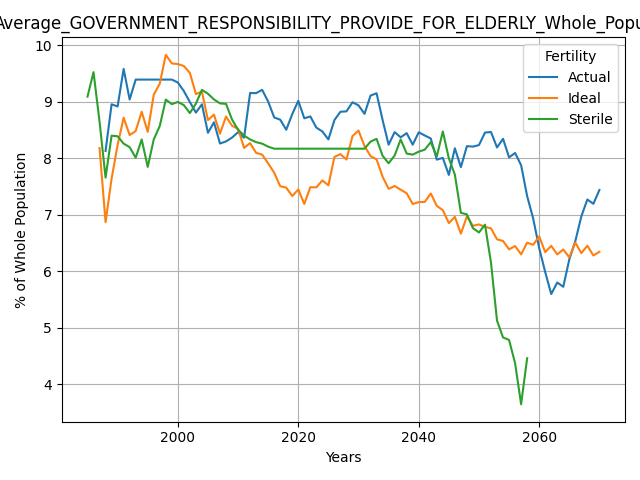 Average_GOVERNMENT_RESPONSIBILITY_PROVIDE_FOR_ELDERLY_Whole_Popu
10
9
8
7
6
5
4
% of Whole Population
2000
2020
2040
2060
Years
Fertility
Actual
Ideal
Sterile